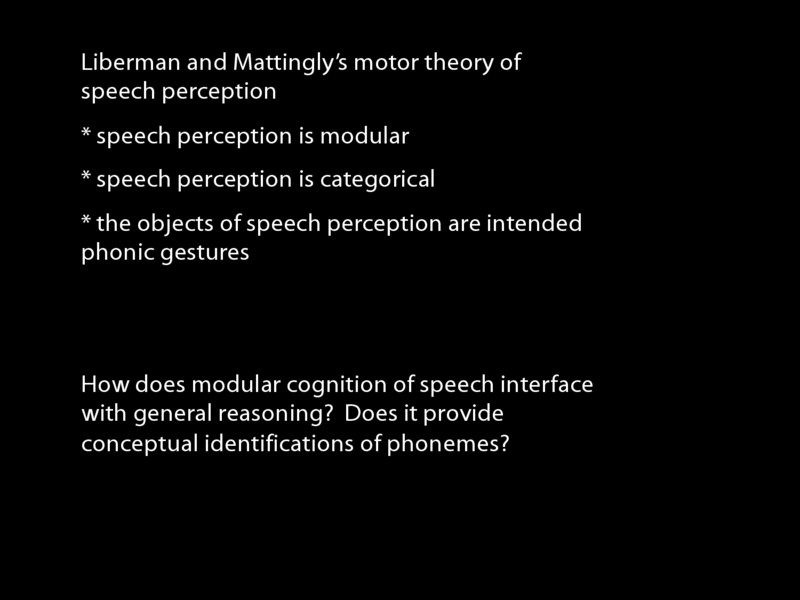 Liberman and Mattingly’s motor theory of
speech perception
* speech perception is modular
* speech perception is categorical
* the objects of speech perception are intended
phonic gestures
How does modular cognition of speech interface
with general reasoning?  Does it provide
conceptual identifications of phonemes?